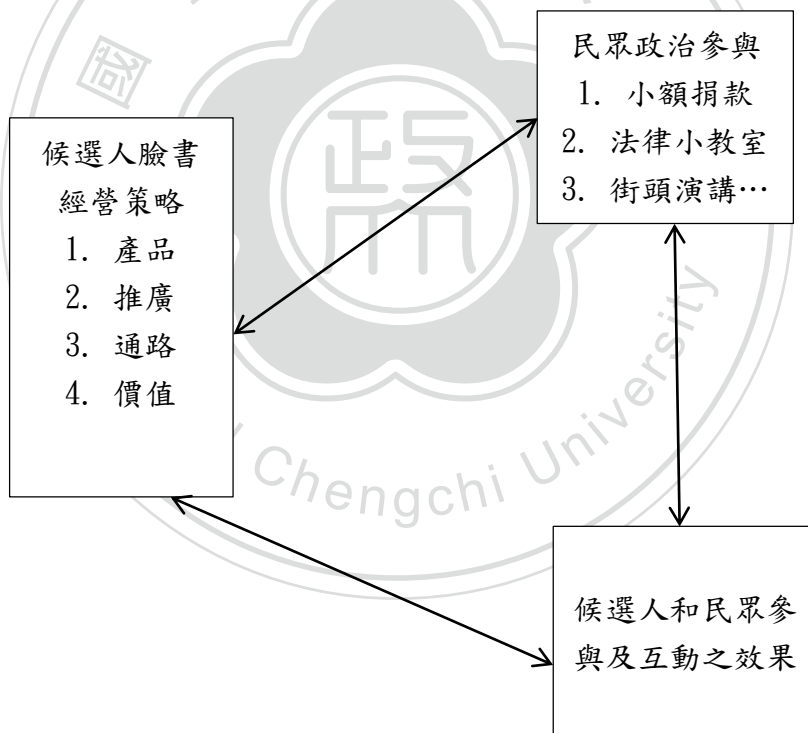 民眾政治參與
1. 小額捐款
2. 法律小教室
3. 街頭演講…
候選人臉書
經營策略
1. 產品
2. 推廣
3. 通路
4. 價值
候選人和民眾參
與及互動之效果
國
政大
Chengchi University